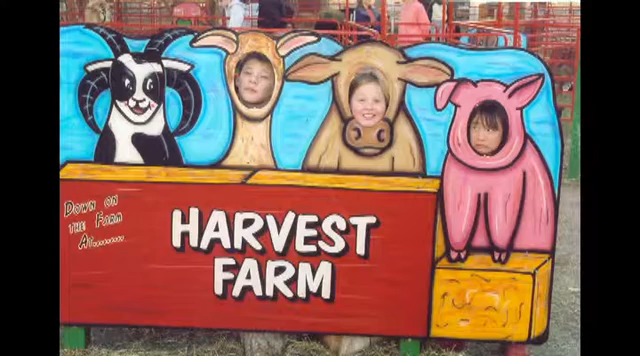 DOWN ON
THE FARM
AT.........
HARVEST
FARM